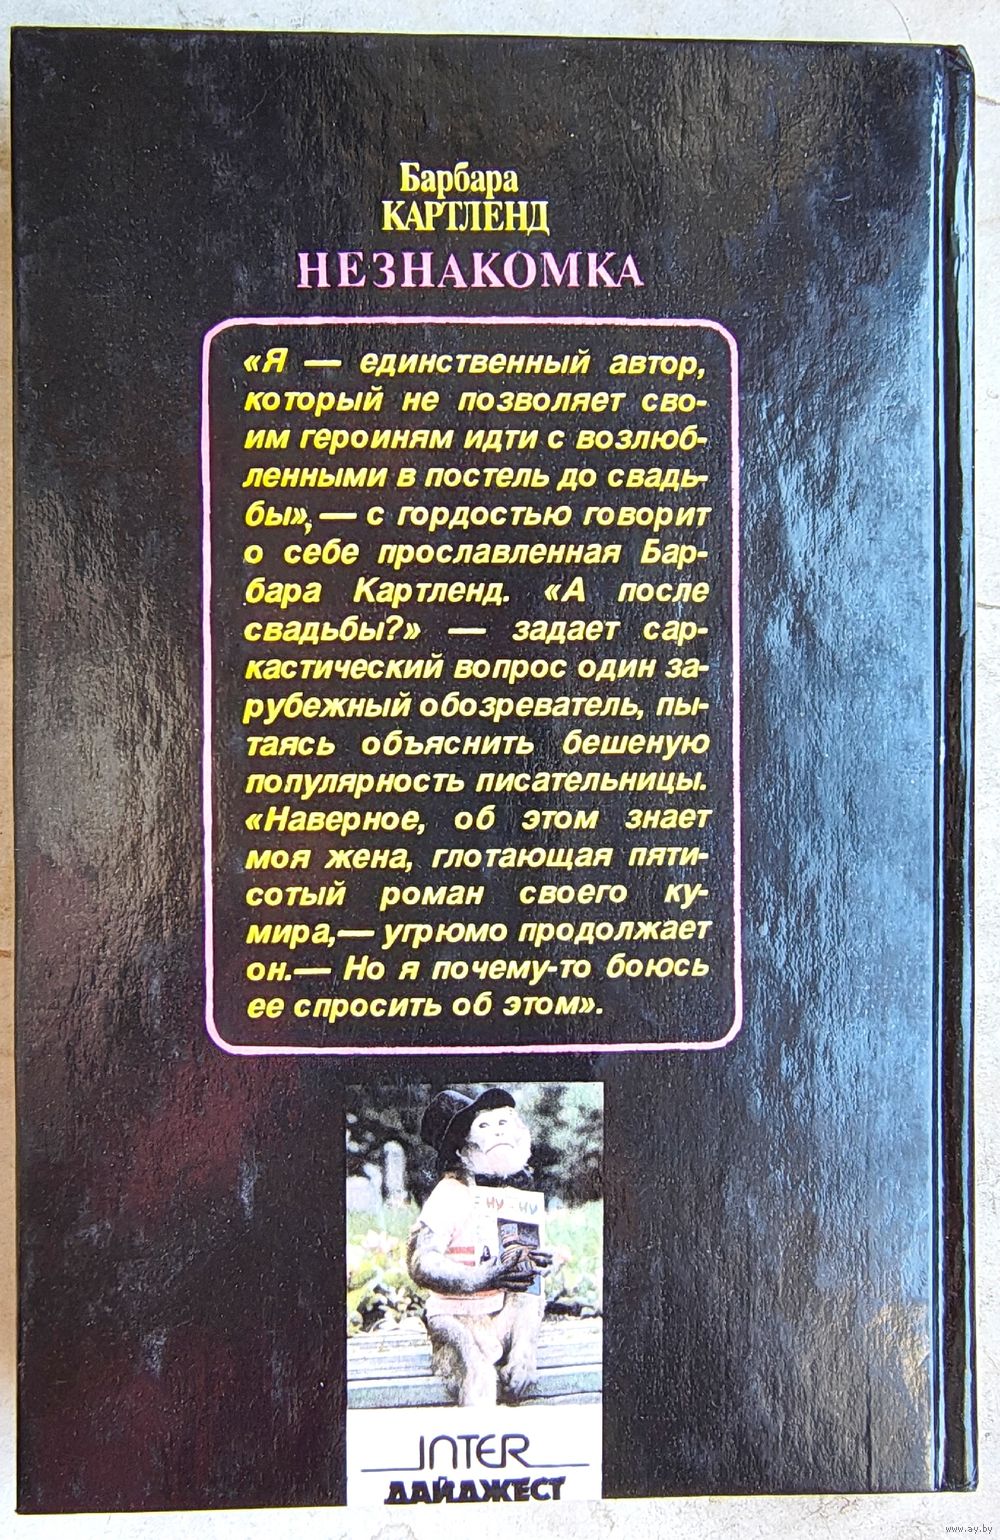 Барбара
КАРТЛЕНД
НЕЗНАКОМКА
«Я — единственный автор,
который не позволяет сво-
им героиням идти с возлюб-
ленными в постель до свадь-
бы», — с гордостью говорит
о себе прославленная Бар-
бара Картленд. «А после
свадьбы?» — задает сар-
кастический вопрос один за-
рубежный обозреватель, пы-
таясь объяснить бешеную
популярность писательницы.
«Наверное, об этом знает
моя жена, глотающая пяти-
сотый роман своего ку-
мира,— угрюмо продолжает
он.— Но я почему-то боюсь
ее спросить об этом».
INTER
ДАЙДЖЕСТ
www.ay.by